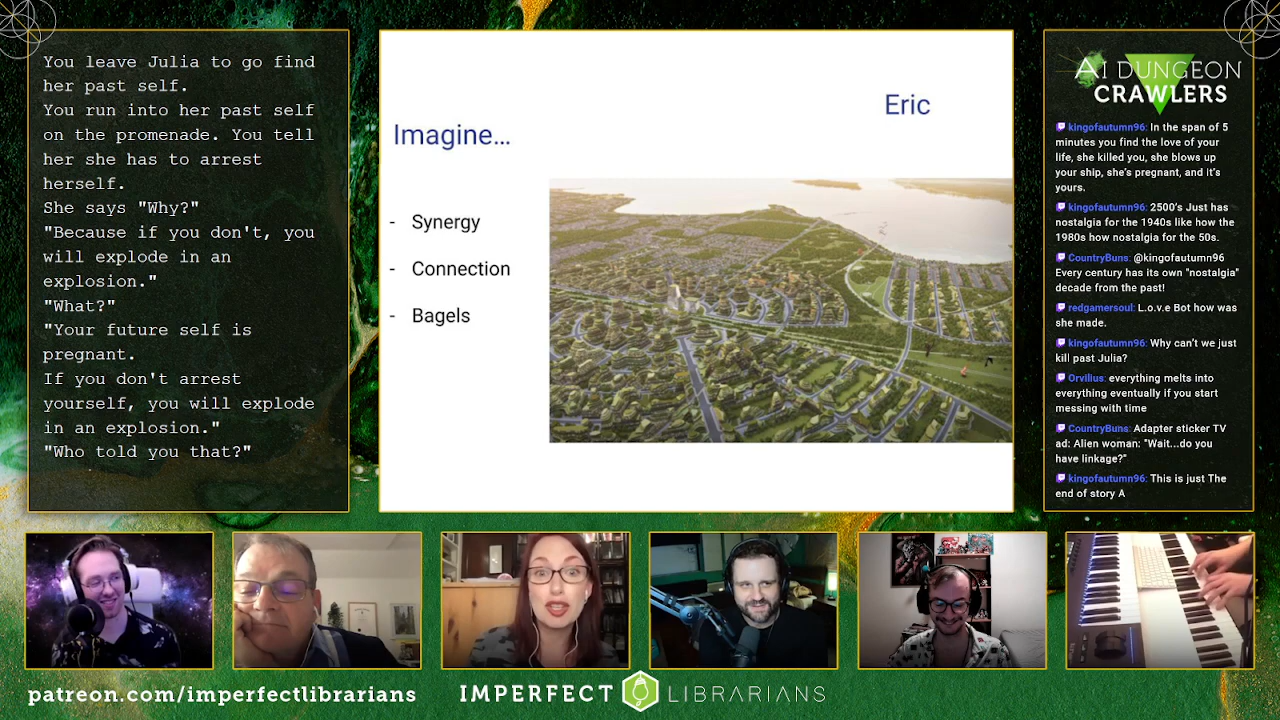 You leave Julia to go find
her past self.
You run into her past self
on the promenade. You tell
her she has to arrest
herself.
She says "Why?"
"Because if you don't, you
will explode in an
explosion."
"What?"
"Your future self is
pregnant.
If you don't arrest
yourself, you will explode
in an explosion."
"Who told you that?"
Eric
Imagine...
- Synergy
- Connection
- Bagels
AI DUNGEON
CRAWLERS
kingofautumn96: In the span of 5
minutes you find the love of your
life, she killed you, she blows up
your ship, she's pregnant, and it's
yours.
kingofautumn96: 2500's Just has
nostalgia for the 1940s like how the
1980s how nostalgia for the 50s.
CountryBuns: @kingofautumn96
Every century has its own "nostalgia"
decade from the past!
redgamersoul: L.o.v.e Bot how was
she made.
kingofautumn96: Why can't we just
kill past Julia?
Orvilius: everything melts into
everything eventually if you start
messing with time
CountryBuns: Adapter sticker TV
ad: Alien woman: "Wait...do you
have linkage?"
kingofautumn96: This is just The
end of story A
patreon.com/imperfectlibrarians
IMPERFECT LIBRARIANS